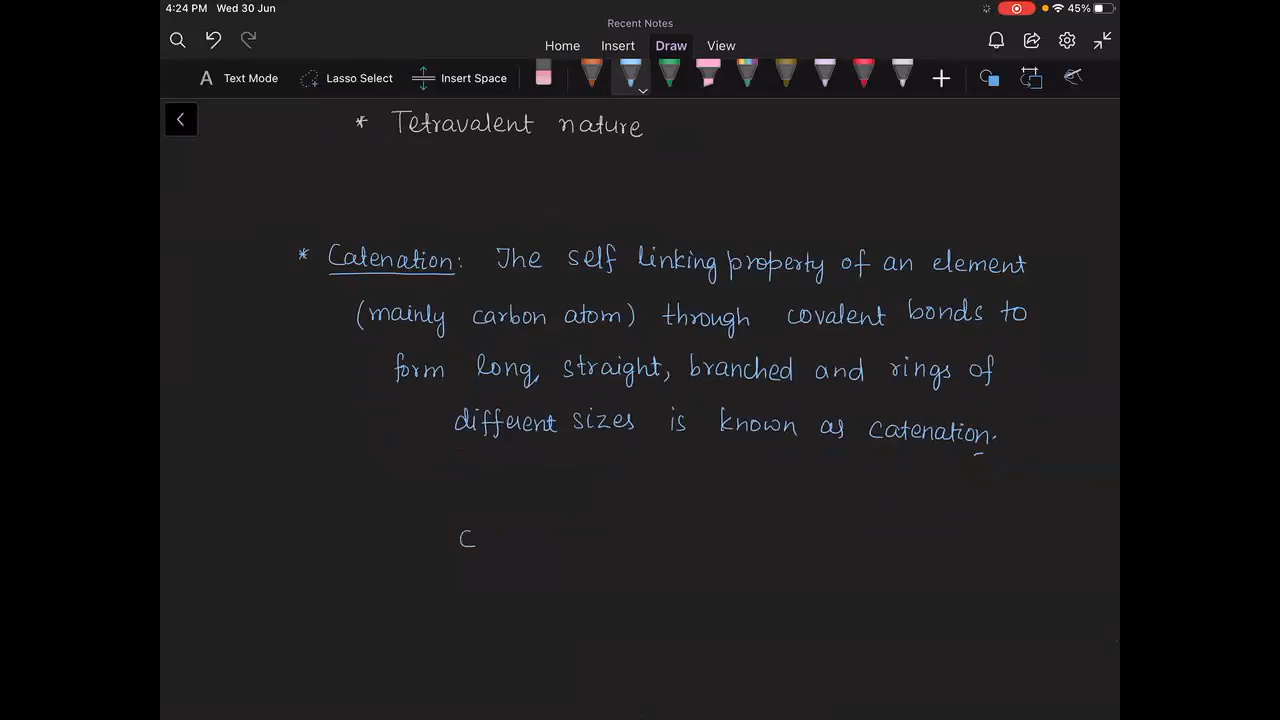 4:24 PM Wed 30 Jun
45%
Recent Notes
Home Insert Draw View
Text Mode Lasso Select Insert Space
* Tetravalent nature
* Catenation: The self linking property of an element
(mainly carbon atom) through covalent bonds to
form long, straight, branched and rings of
different sizes is known as catenation.
C